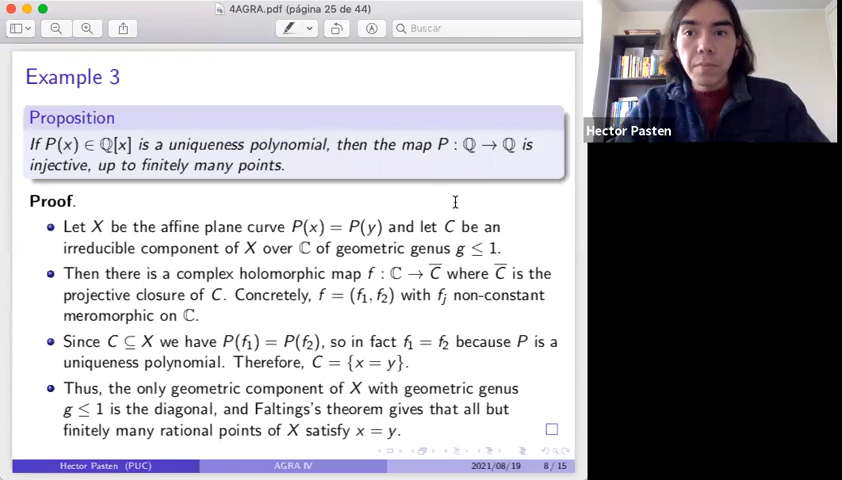 4AGRA.pdf (página 25 de 44)
Buscar
Example 3
Proposition
If P(x) ∈ ℚ[x] is a uniqueness polynomial, then the map P : ℚ → ℚ is
injective, up to finitely many points.
Proof.
Let X be the affine plane curve P(x) = P(y) and let C be an
irreducible component of X over ℂ of geometric genus g ≤ 1.
Then there is a complex holomorphic map f : ℂ → C̅ where C̅ is the
projective closure of C. Concretely, f = (f₁, f₂) with fⱼ non-constant
meromorphic on ℂ.
Since C ⊆ X we have P(f₁) = P(f₂), so in fact f₁ = f₂ because P is a
uniqueness polynomial. Therefore, C = {x = y}.
Thus, the only geometric component of X with geometric genus
g ≤ 1 is the diagonal, and Faltings's theorem gives that all but
finitely many rational points of X satisfy x = y.
Hector Pasten (PUC)
AGRA IV
2021/08/19
8 / 15
Hector Pasten